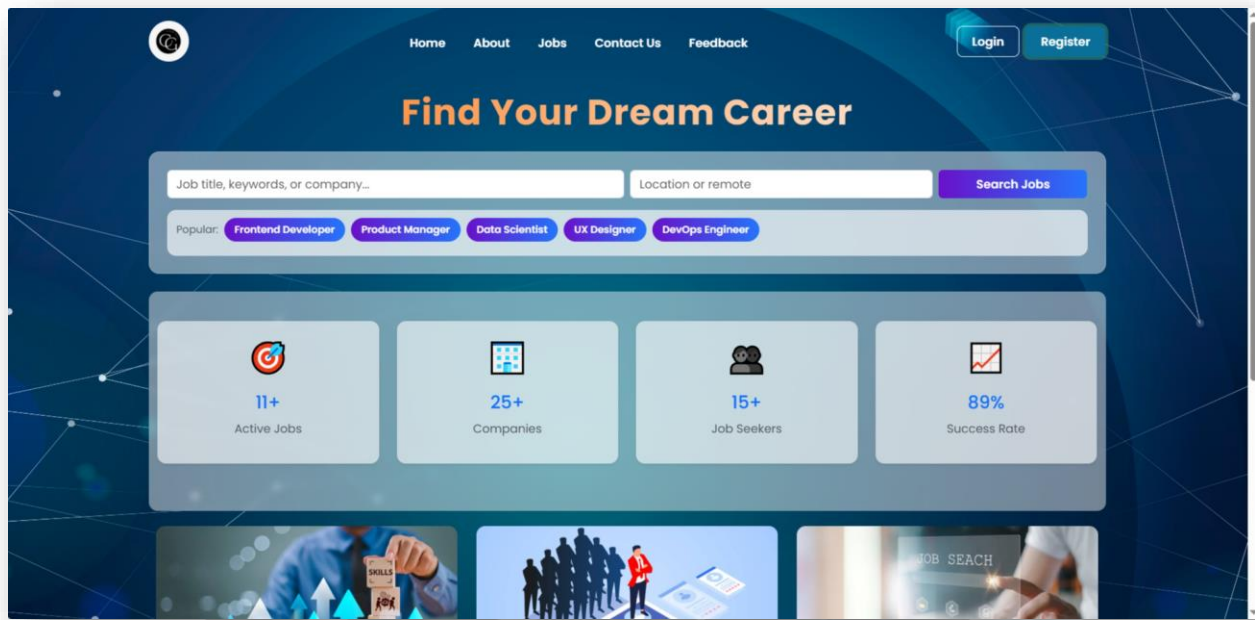 Home About Jobs Contact Us Feedback Login Register
Find Your Dream Career
Job title, keywords, or company... Location or remote Search Jobs
Popular: Frontend Developer Product Manager Data Scientist UX Designer DevOps Engineer
11+ 25+ 15+ 89%
Active Jobs Companies Job Seekers Success Rate
SKILLS
JOB SEACH